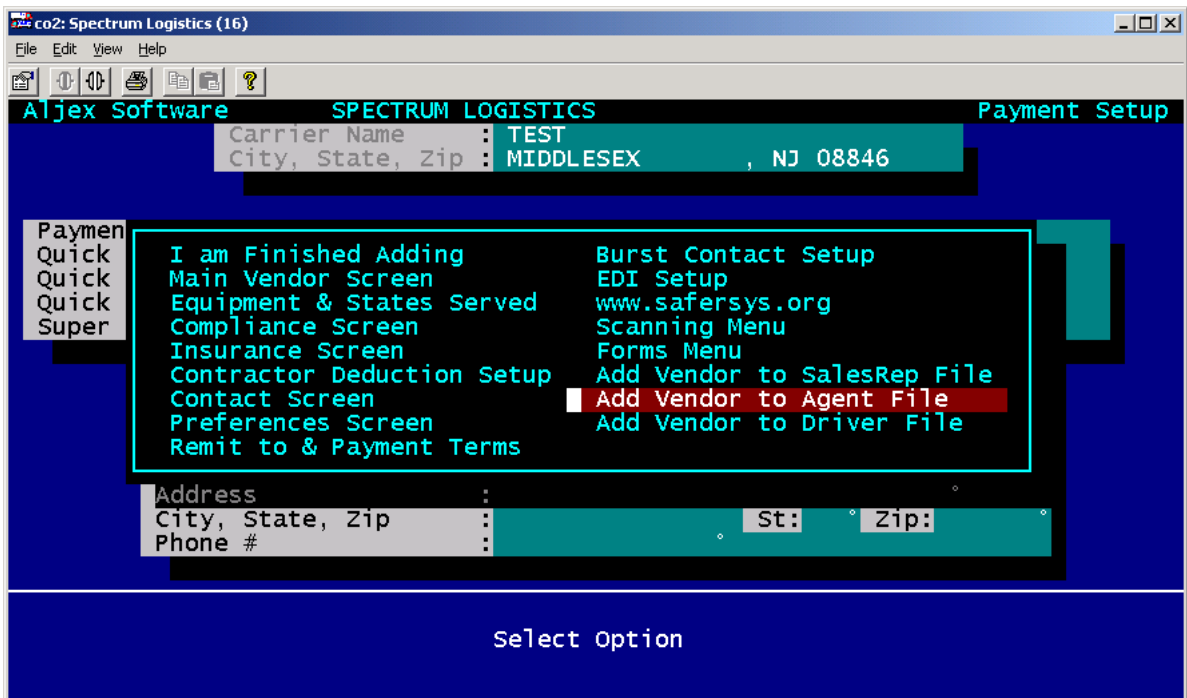 co2: Spectrum Logistics (16)
File Edit View Help
Aljex Software SPECTRUM LOGISTICS Payment Setup
Carrier Name : TEST
City, State, Zip : MIDDLESEX , NJ 08846
Paymen
Quick
Quick
Quick
Super
I am Finished Adding Burst Contact Setup
Main Vendor Screen EDI Setup
Equipment & States Served www.safersys.org
Compliance Screen Scanning Menu
Insurance Screen Forms Menu
Contractor Deduction Setup Add Vendor to SalesRep File
Contact Screen Add Vendor to Agent File
Preferences Screen Add Vendor to Driver File
Remit to & Payment Terms
Address :
City, State, Zip : St: Zip:
Phone # :
Select Option